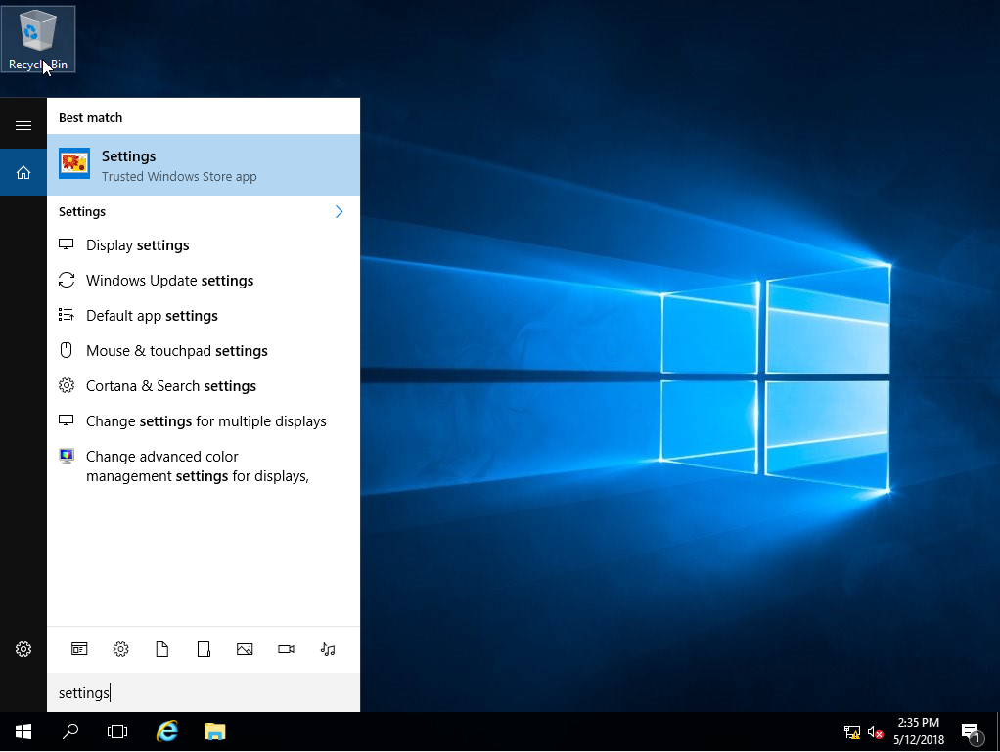 Recycle Bin
Best match
Settings
Trusted Windows Store app
Settings
Display settings
Windows Update settings
Default app settings
Mouse & touchpad settings
Cortana & Search settings
Change settings for multiple displays
Change advanced color
management settings for displays,
settings
2:35 PM
5/12/2018
1